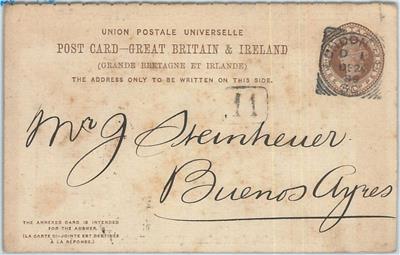 UNION POSTALE UNIVERSELLE
POST CARD—GREAT BRITAIN & IRELAND
(GRANDE BRETAGNE ET IRLANDE)
THE ADDRESS ONLY TO BE WRITTEN ON THIS SIDE.
LONDON
11
Mr J Steinheuer
Buenos Ayres
THE ANNEXED CARD IS INTENDED
FOR THE ANSWER.
(LA CARTE CI-JOINTE EST DESTINÉE
À LA RÉPONSE.)